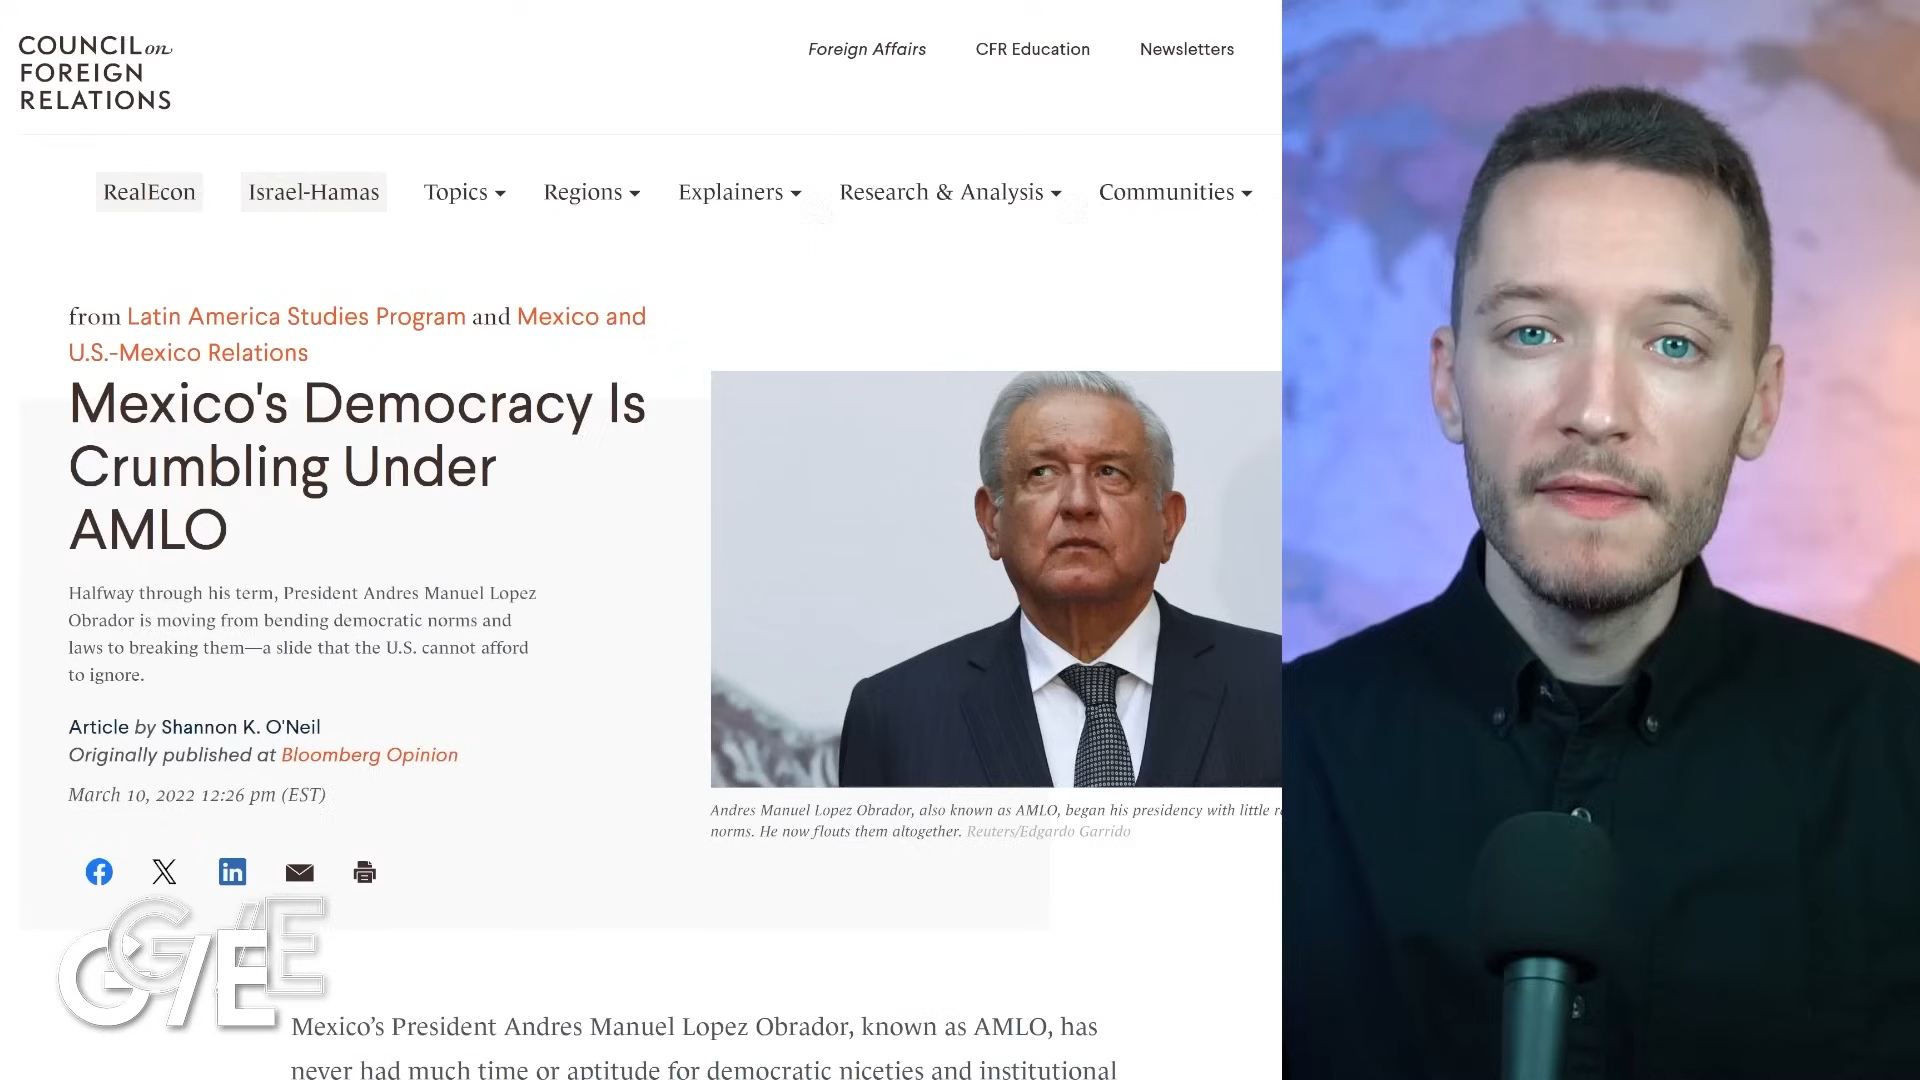 COUNCIL on
FOREIGN
RELATIONS
Foreign Affairs CFR Education Newsletters
RealEcon Israel-Hamas Topics Regions Explainers Research & Analysis Communities
from Latin America Studies Program and Mexico and
U.S.-Mexico Relations
Mexico's Democracy Is
Crumbling Under
AMLO
Halfway through his term, President Andres Manuel Lopez
Obrador is moving from bending democratic norms and
laws to breaking them—a slide that the U.S. cannot afford
to ignore.
Article by Shannon K. O'Neil
Originally published at Bloomberg Opinion
March 10, 2022 12:26 pm (EST)
Andres Manuel Lopez Obrador, also known as AMLO, began his presidency with little
norms. He now flouts them altogether. Reuters/Edgardo Garrido
G/E
Mexico’s President Andres Manuel Lopez Obrador, known as AMLO, has
never had much time or aptitude for democratic niceties and institutional